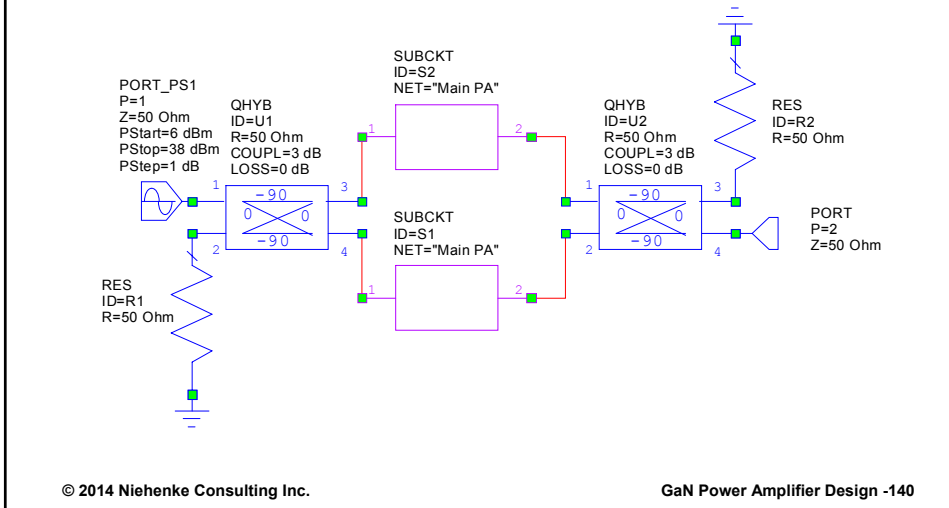 SUBCKT
ID=S2
NET="Main PA"
PORT_PS1
P=1
Z=50 Ohm
PStart=6 dBm
PStop=38 dBm
PStep=1 dB
QHYB
ID=U1
R=50 Ohm
COUPL=3 dB
LOSS=0 dB
QHYB
ID=U2
R=50 Ohm
COUPL=3 dB
LOSS=0 dB
RES
ID=R2
R=50 Ohm
1 2
1 -90 3
0 0
2 -90 4
1 -90 3
0 0
2 -90 4
PORT
P=2
Z=50 Ohm
SUBCKT
ID=S1
NET="Main PA"
1 2
RES
ID=R1
R=50 Ohm
© 2014 Niehenke Consulting Inc.
GaN Power Amplifier Design -140